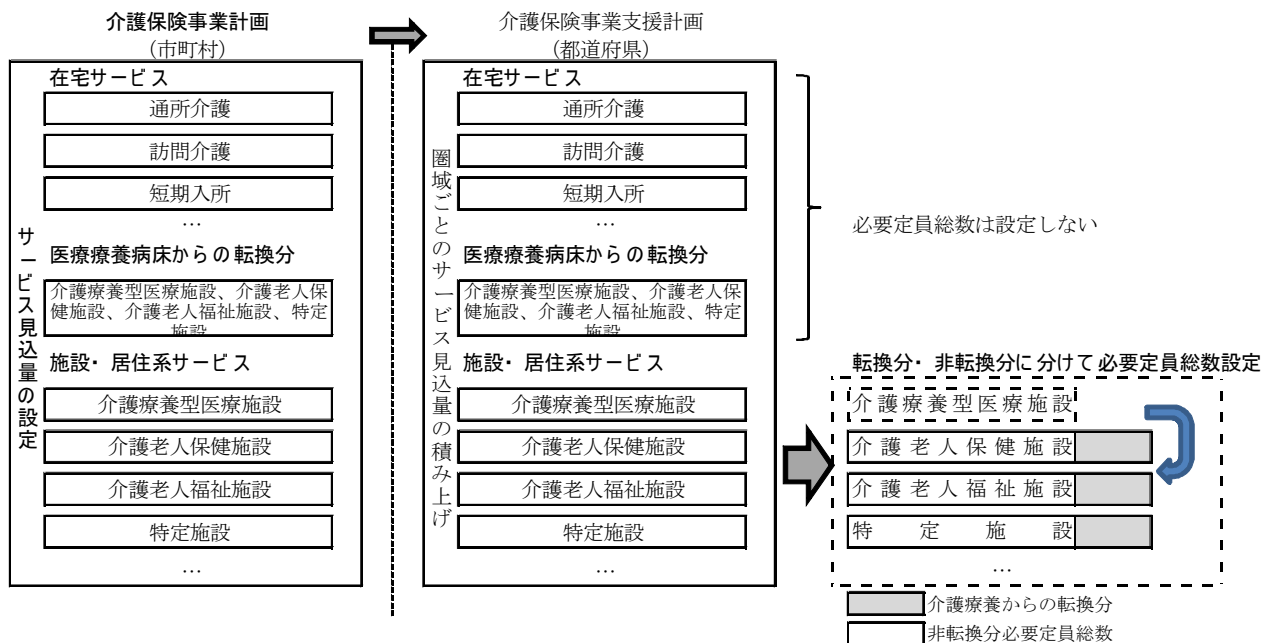 介護保険事業計画
(市町村)
サービス見込量の設定
在宅サービス
通所介護
訪問介護
短期入所
…
医療療養病床からの転換分
介護療養型医療施設、介護老人保
健施設、介護老人福祉施設、特定
施設
施設・居住系サービス
介護療養型医療施設
介護老人保健施設
介護老人福祉施設
特定施設
…
介護保険事業支援計画
(都道府県)
圏域ごとのサービス見込量の積み上げ
在宅サービス
通所介護
訪問介護
短期入所
…
医療療養病床からの転換分
介護療養型医療施設、介護老人保
健施設、介護老人福祉施設、特定
施設
施設・居住系サービス
介護療養型医療施設
介護老人保健施設
介護老人福祉施設
特定施設
…
必要定員総数は設定しない
転換分・非転換分に分けて必要定員総数設定
介護療養型医療施設
介護老人保健施設
介護老人福祉施設
特定施設
…
介護療養からの転換分
非転換分必要定員総数